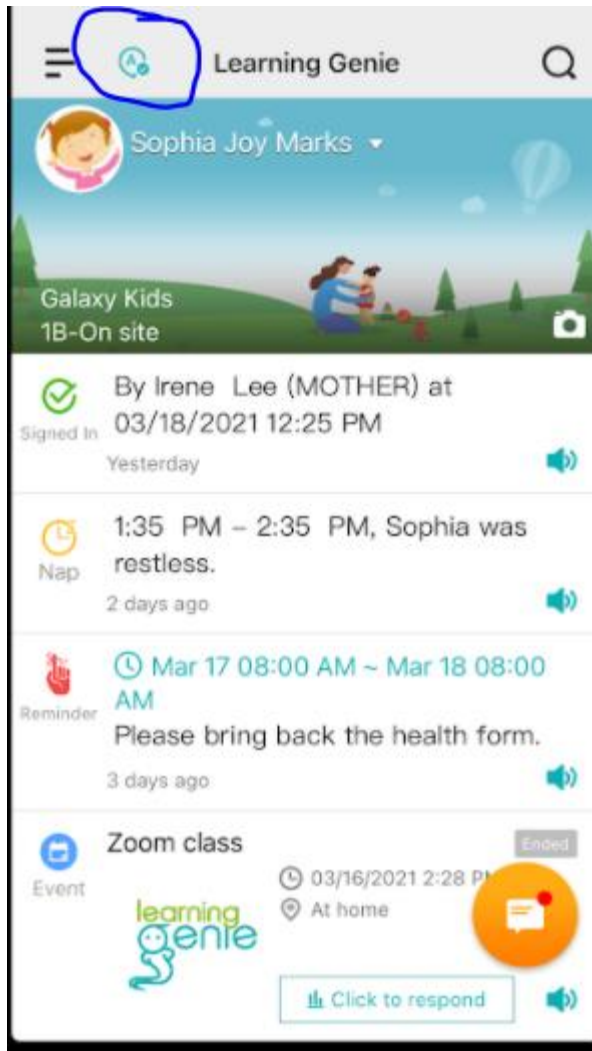 A
Learning Genie
Sophia Joy Marks
Galaxy Kids
1B-On site
By Irene Lee (MOTHER) at
03/18/2021 12:25 PM
Signed In
Yesterday
1:35 PM – 2:35 PM, Sophia was
restless.
Nap
2 days ago
Mar 17 08:00 AM ~ Mar 18 08:00
AM
Reminder
Please bring back the health form.
3 days ago
Zoom class
Ended
Event
03/16/2021 2:28 P
At home
learning
genie
Click to respond